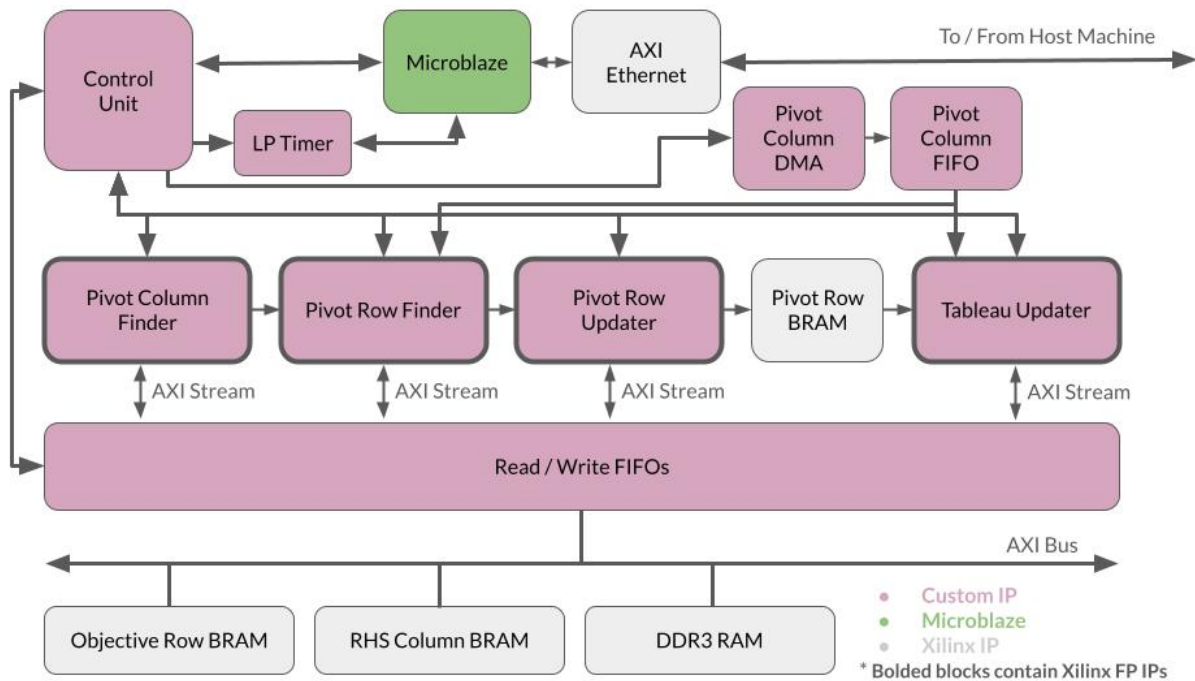 To / From Host Machine
Control
Unit
Microblaze
AXI
Ethernet
LP Timer
Pivot
Column
DMA
Pivot
Column
FIFO
Pivot Column
Finder
Pivot Row Finder
Pivot Row
Updater
Pivot Row
BRAM
Tableau Updater
AXI Stream
AXI Stream
AXI Stream
AXI Stream
Read / Write FIFOs
AXI Bus
Objective Row BRAM
RHS Column BRAM
DDR3 RAM
Custom IP
Microblaze
Xilinx IP
* Bolded blocks contain Xilinx FP IPs